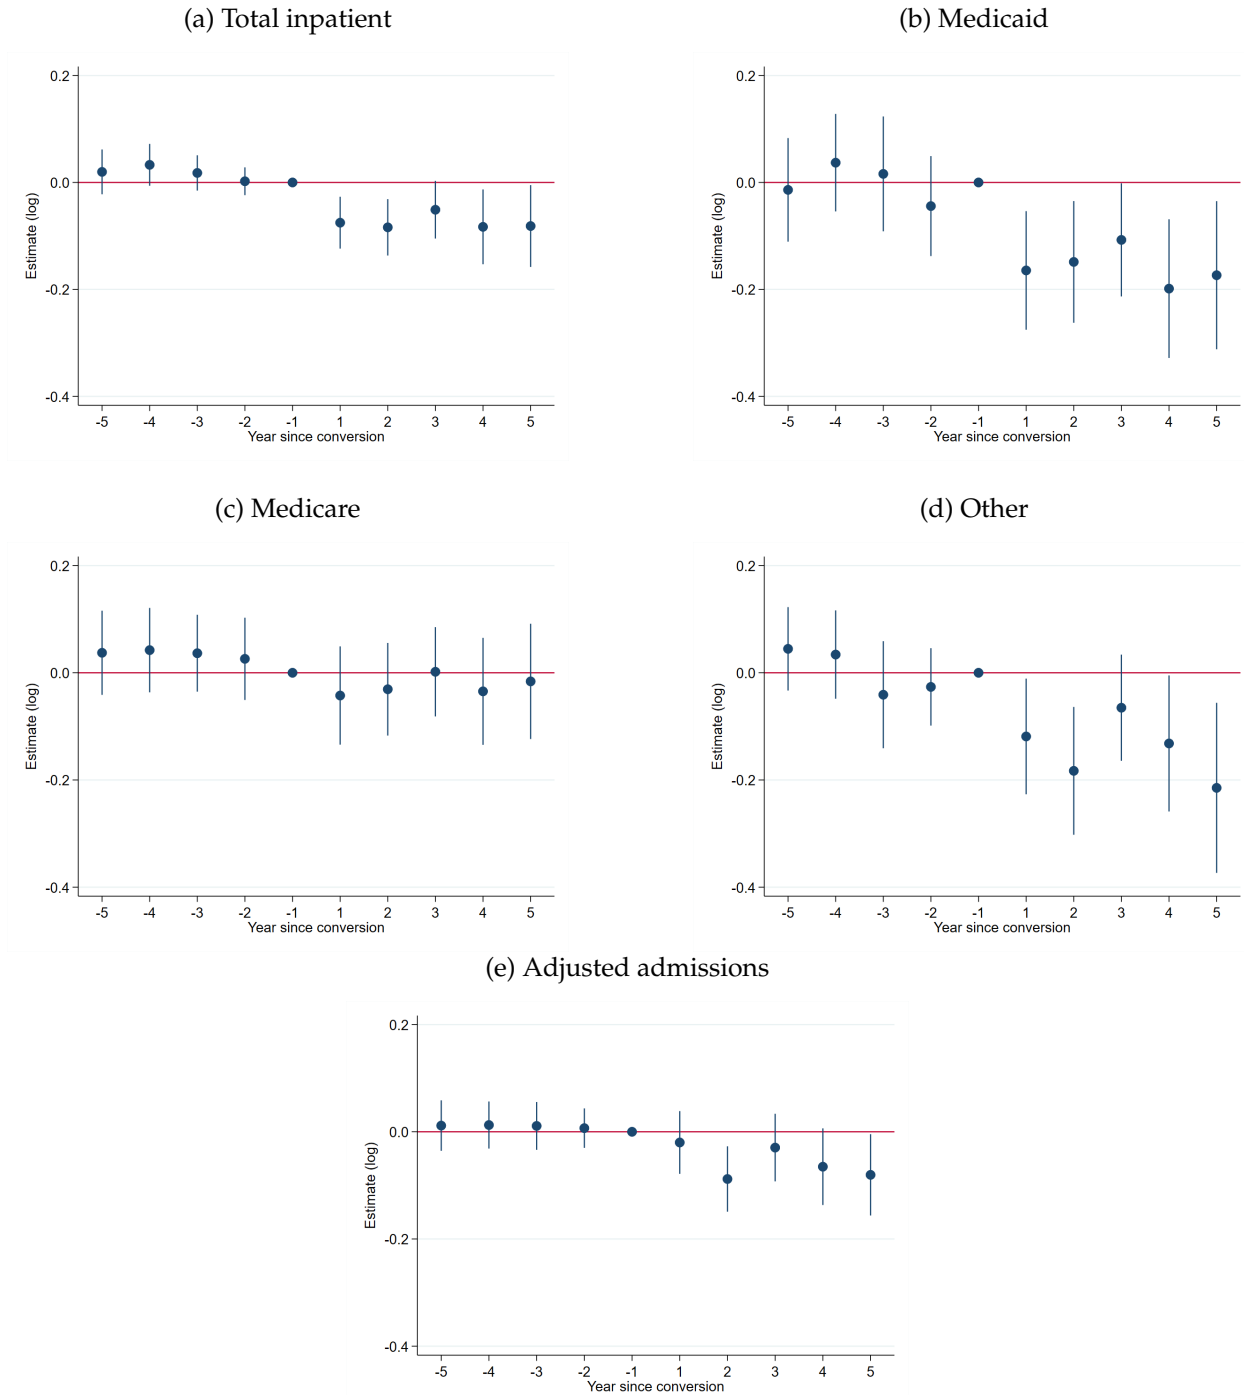 (a) Total inpatient
0.2
0.0
-0.2
-0.4
Estimate (log)
-5 -4 -3 -2 -1 1 2 3 4 5
Year since conversion
(b) Medicaid
0.2
0.0
-0.2
-0.4
Estimate (log)
-5 -4 -3 -2 -1 1 2 3 4 5
Year since conversion
(c) Medicare
0.2
0.0
-0.2
-0.4
Estimate (log)
-5 -4 -3 -2 -1 1 2 3 4 5
Year since conversion
(d) Other
0.2
0.0
-0.2
-0.4
Estimate (log)
-5 -4 -3 -2 -1 1 2 3 4 5
Year since conversion
(e) Adjusted admissions
0.2
0.0
-0.2
-0.4
Estimate (log)
-5 -4 -3 -2 -1 1 2 3 4 5
Year since conversion